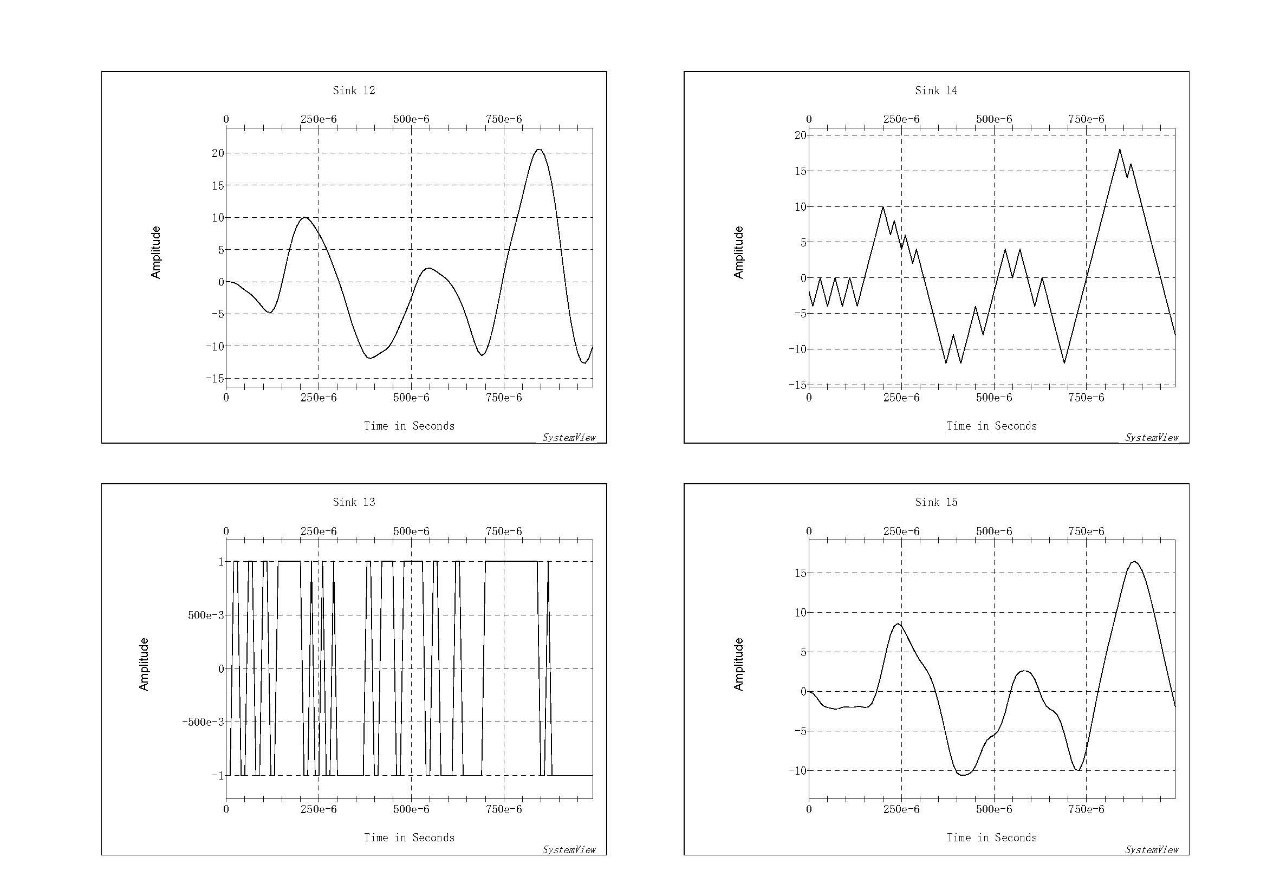 Sink 12
0 250e-6 500e-6 750e-6
20
15
10
5
0
-5
-10
-15
Amplitude
0 250e-6 500e-6 750e-6
Time in Seconds
SystemView
Sink 14
0 250e-6 500e-6 750e-6
20
15
10
5
0
-5
-10
-15
Amplitude
0 250e-6 500e-6 750e-6
Time in Seconds
SystemView
Sink 13
0 250e-6 500e-6 750e-6
1
500e-3
0
-500e-3
-1
Amplitude
0 250e-6 500e-6 750e-6
Time in Seconds
SystemView
Sink 15
0 250e-6 500e-6 750e-6
15
10
5
0
-5
-10
Amplitude
0 250e-6 500e-6 750e-6
Time in Seconds
SystemView